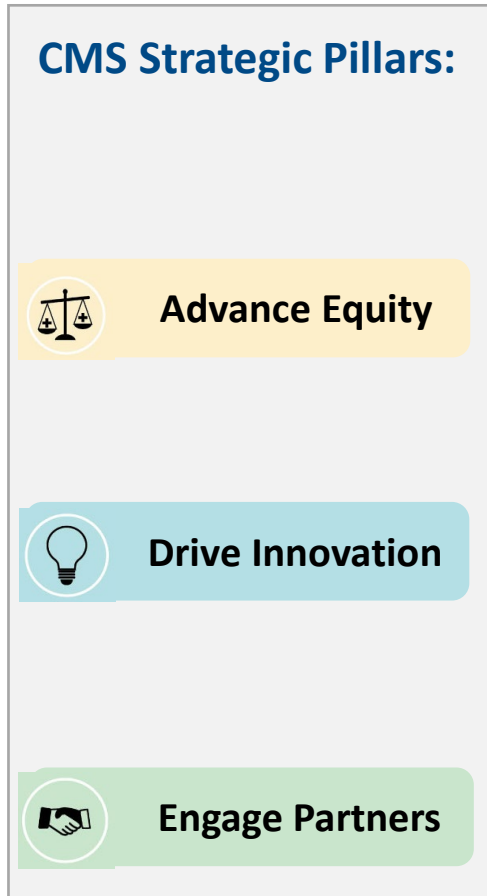 CMS Strategic Pillars:
Advance Equity
Drive Innovation
Engage Partners